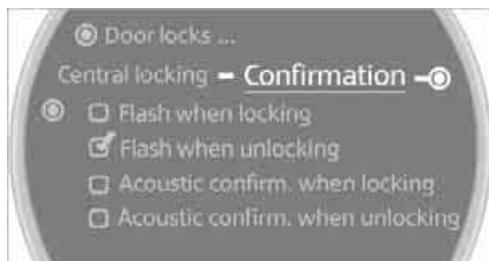 Door locks ...
Central locking – Confirmation
Flash when locking
Flash when unlocking
Acoustic confirm. when locking
Acoustic confirm. when unlocking